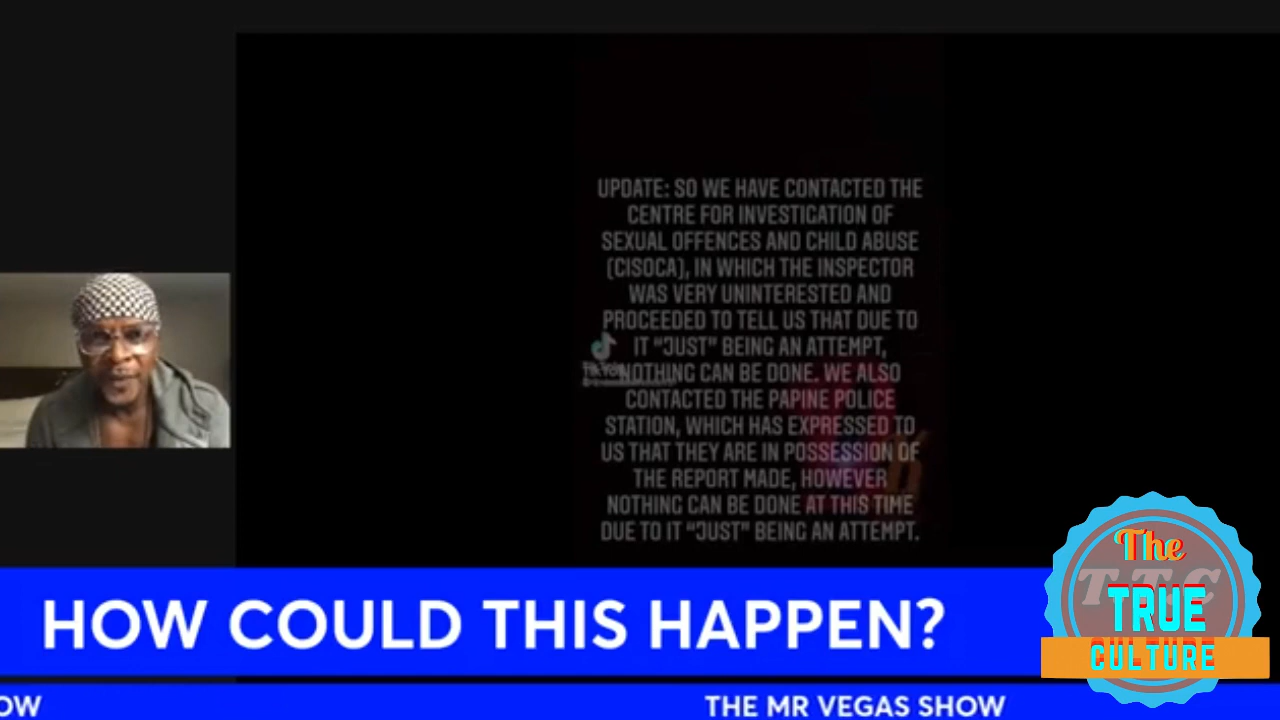 UPDATE: SO WE HAVE CONTACTED THE
CENTRE FOR INVESTIGATION OF
SEXUAL OFFENCES AND CHILD ABUSE
(CISOCA), IN WHICH THE INSPECTOR
WAS VERY UNINTERESTED AND
PROCEEDED TO TELL US THAT DUE TO
IT “JUST” BEING AN ATTEMPT,
NOTHING CAN BE DONE. WE ALSO
CONTACTED THE PAPINE POLICE
STATION, WHICH HAS EXPRESSED TO
US THAT THEY ARE IN POSSESSION OF
THE REPORT MADE, HOWEVER
NOTHING CAN BE DONE AT THIS TIME
DUE TO IT “JUST” BEING AN ATTEMPT.
TikTok
HOW COULD THIS HAPPEN?
The
T.T.C
TRUE
CULTURE
OW
THE MR VEGAS SHOW